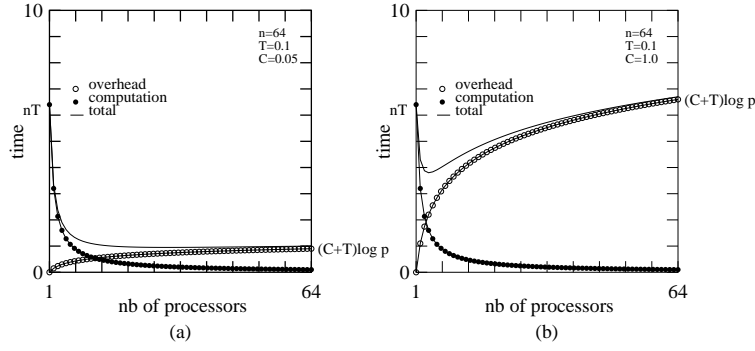 10
n=64
T=0.1
C=0.05
overhead
computation
total
nT
time
(C+T)log p
0
1
64
nb of processors
(a)
10
n=64
T=0.1
C=1.0
overhead
computation
total
nT
time
(C+T)log p
0
1
64
nb of processors
(b)